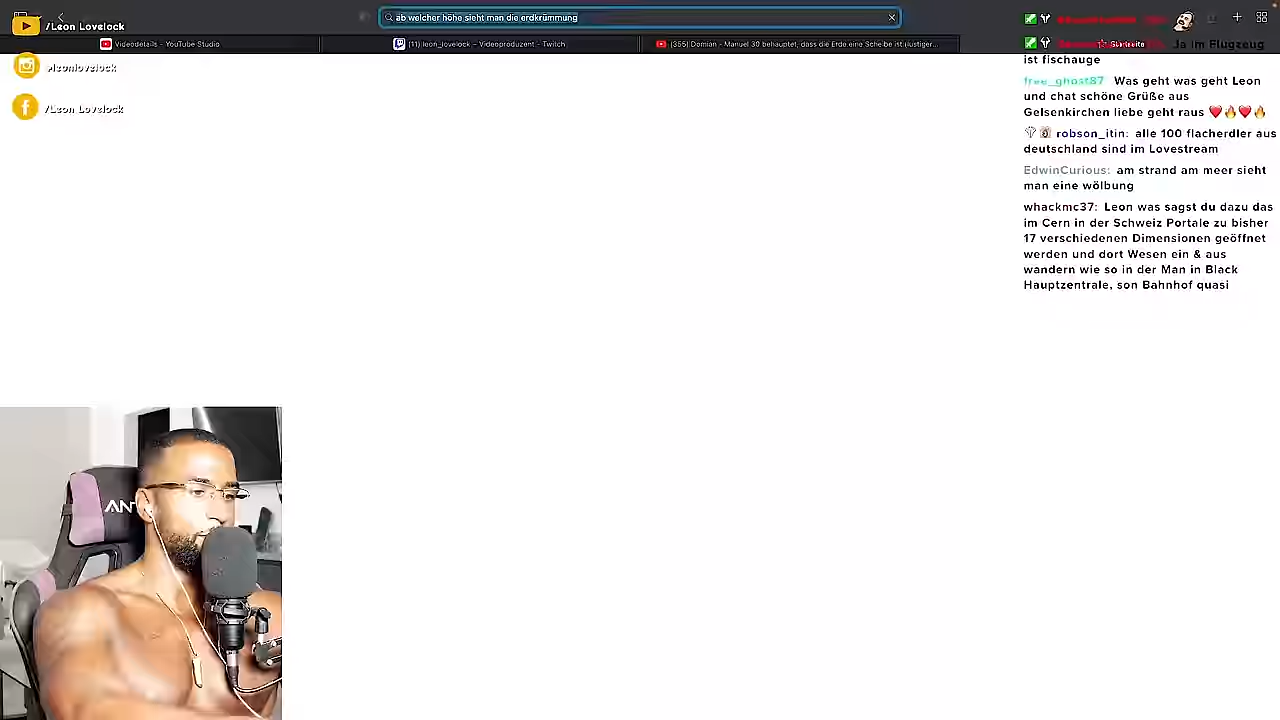 /Leon Lovelock
ab welcher höhe sieht man die erdkrümmung
Videodetails - YouTube Studio
(11) leon_lovelock – Videoproduzent - Twitch
(355) Domian - Manuel 30 behauptet, dass die Erde eine Scheibe ist (lustiger...
Startseite
Ja im Flugzeug
ist fischauge
/leonlovelock
/Leon Lovelock
free_ghost87 Was geht was geht Leon
und chat schöne Grüße aus
Gelsenkirchen liebe geht raus ❤️🔥❤️🔥
robson_itin: alle 100 flacherdler aus
deutschland sind im Lovestream
EdwinCurious: am strand am meer sieht
man eine wölbung
whackmc37: Leon was sagst du dazu das
im Cern in der Schweiz Portale zu bisher
17 verschiedenen Dimensionen geöffnet
werden und dort Wesen ein & aus
wandern wie so in der Man in Black
Hauptzentrale, son Bahnhof quasi
AN